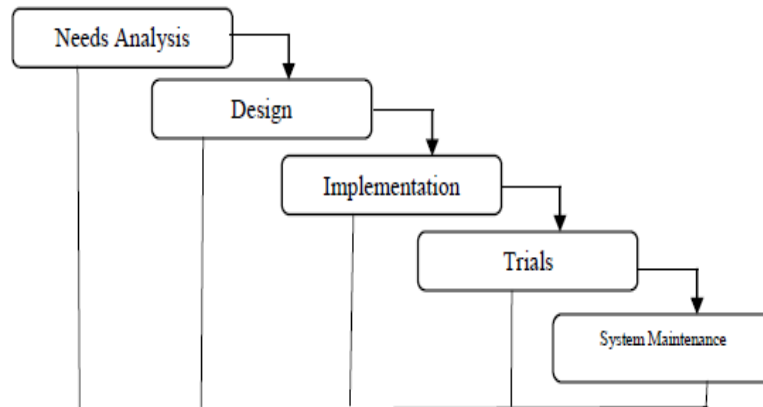 Needs Analysis
Design
Implementation
Trials
System Maintenance